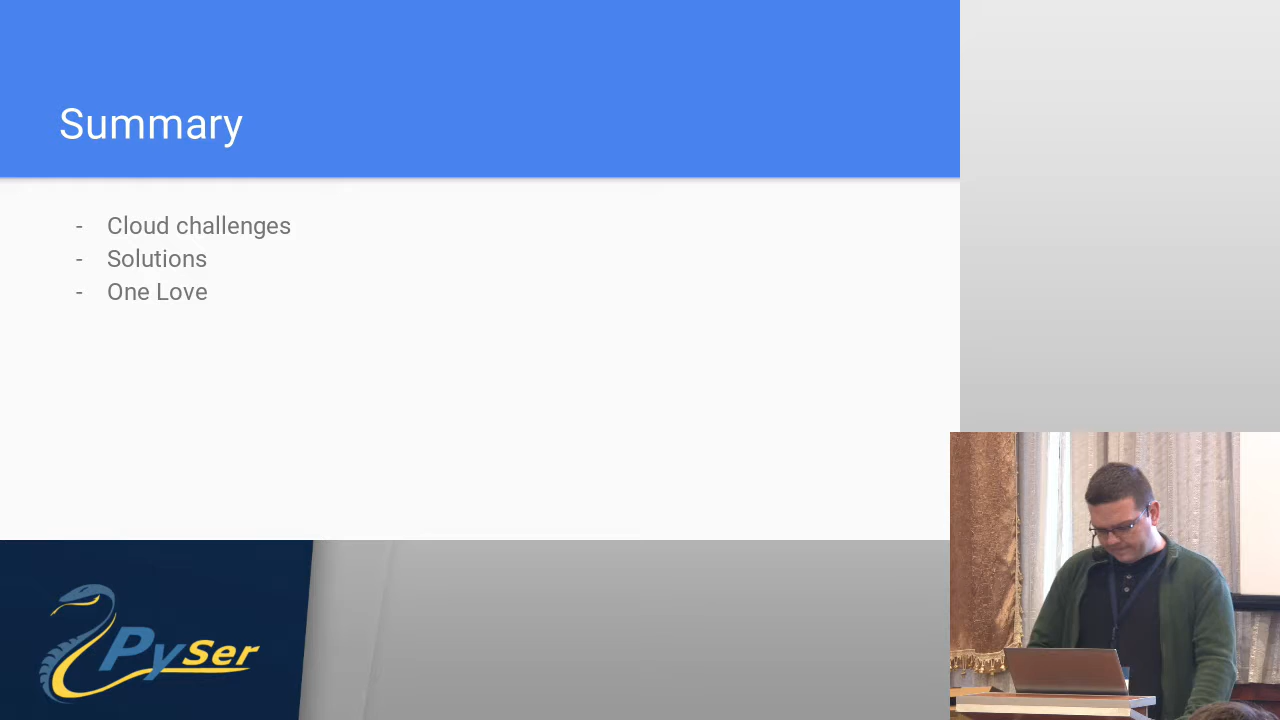 Summary
- Cloud challenges
- Solutions
- One Love
PySer